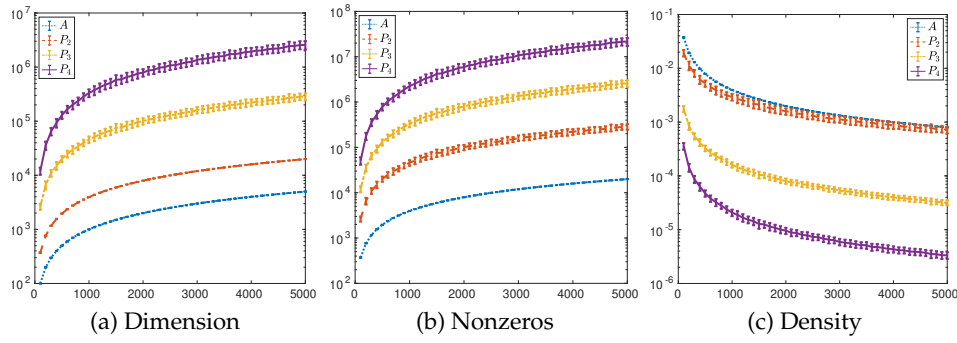 10^7
10^6
10^5
10^4
10^3
10^2
0 1000 2000 3000 4000 5000
A
P_2
P_3
P_4
(a) Dimension
10^8
10^7
10^6
10^5
10^4
10^3
10^2
0 1000 2000 3000 4000 5000
A
P_2
P_3
P_4
(b) Nonzeros
10^-1
10^-2
10^-3
10^-4
10^-5
10^-6
0 1000 2000 3000 4000 5000
A
P_2
P_3
P_4
(c) Density